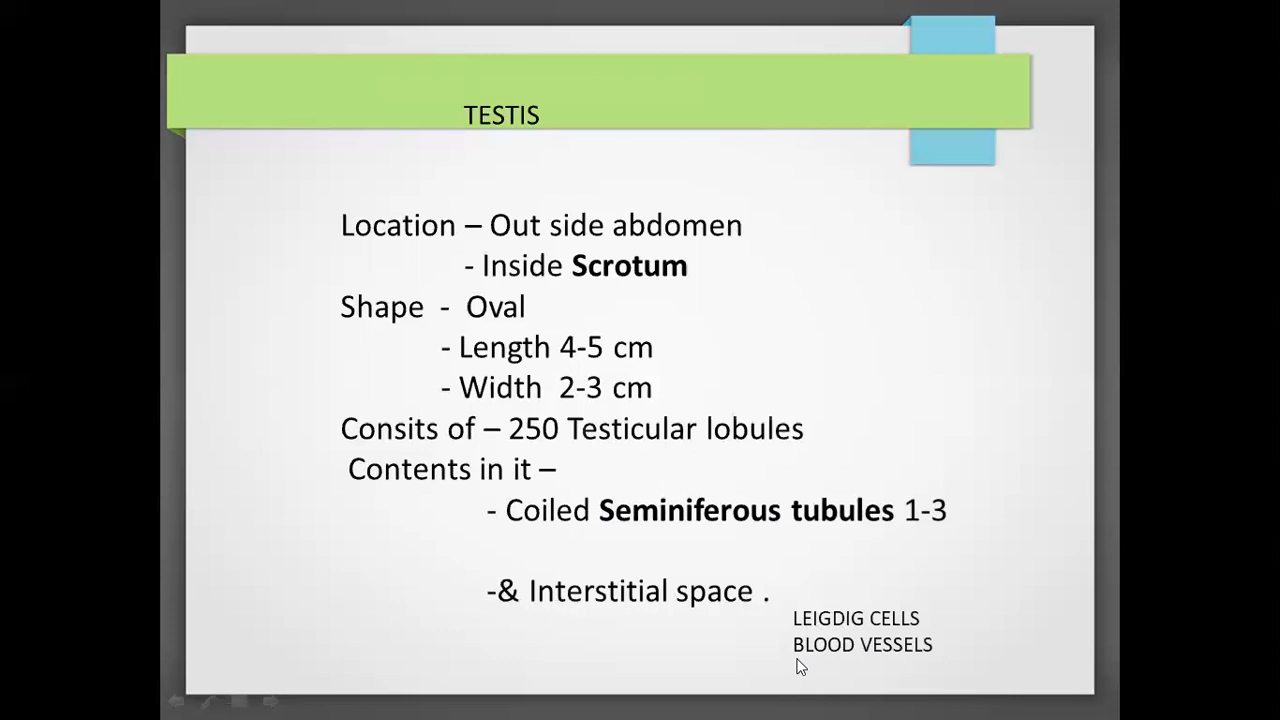 TESTIS
Location – Out side abdomen
- Inside Scrotum
Shape - Oval
- Length 4-5 cm
- Width 2-3 cm
Consits of – 250 Testicular lobules
Contents in it –
- Coiled Seminiferous tubules 1-3
-& Interstitial space .
LEIGDIG CELLS
BLOOD VESSELS